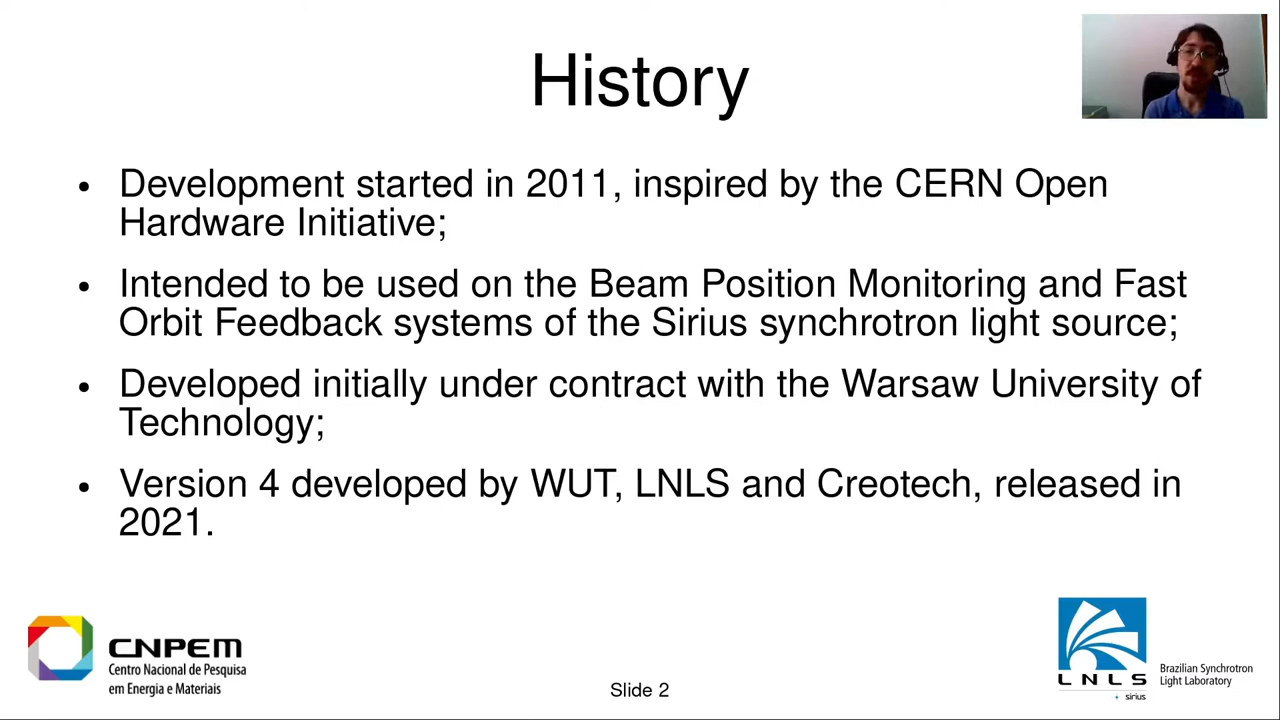 History
• Development started in 2011, inspired by the CERN Open
Hardware Initiative;
• Intended to be used on the Beam Position Monitoring and Fast
Orbit Feedback systems of the Sirius synchrotron light source;
• Developed initially under contract with the Warsaw University of
Technology;
• Version 4 developed by WUT, LNLS and Creotech, released in
2021.
CNPEM
Centro Nacional de Pesquisa
em Energia e Materiais
Slide 2
LNLS
sirius
Brazilian Synchrotron
Light Laboratory